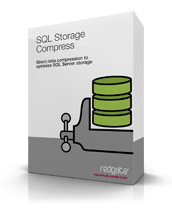 SQL Storage
Compress
Silent data compression to
optimize SQL Server storage
redgate